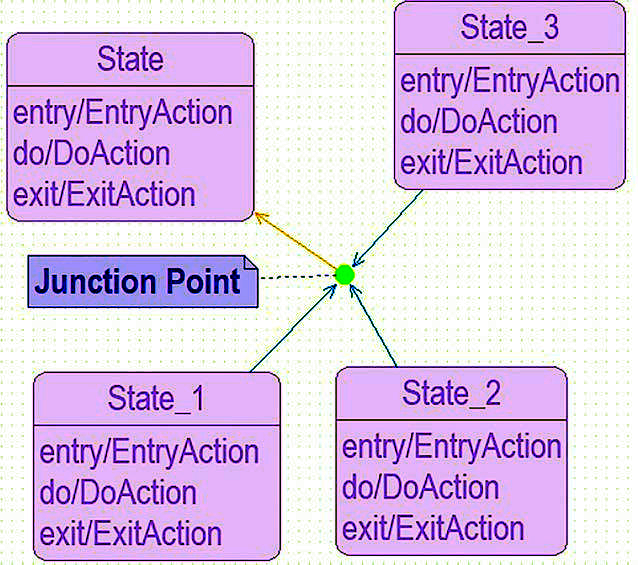 State
entry/EntryAction
do/DoAction
exit/ExitAction
State_3
entry/EntryAction
do/DoAction
exit/ExitAction
Junction Point
State_1
entry/EntryAction
do/DoAction
exit/ExitAction
State_2
entry/EntryAction
do/DoAction
exit/ExitAction